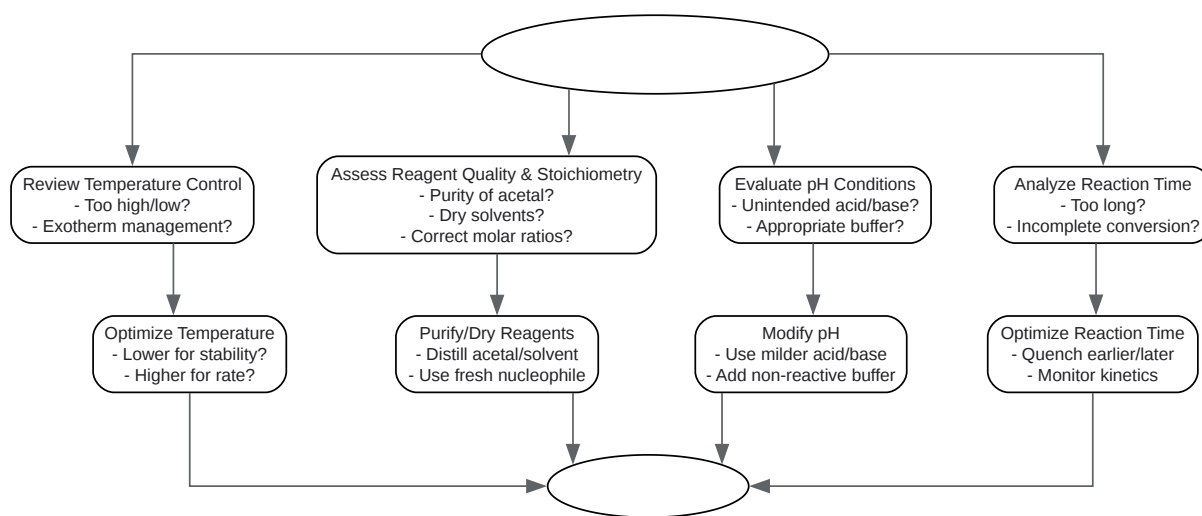 Review Temperature Control
- Too high/low?
- Exotherm management?
Assess Reagent Quality & Stoichiometry
- Purity of acetal?
- Dry solvents?
- Correct molar ratios?
Evaluate pH Conditions
- Unintended acid/base?
- Appropriate buffer?
Analyze Reaction Time
- Too long?
- Incomplete conversion?
Optimize Temperature
- Lower for stability?
- Higher for rate?
Purify/Dry Reagents
- Distill acetal/solvent
- Use fresh nucleophile
Modify pH
- Use milder acid/base
- Add non-reactive buffer
Optimize Reaction Time
- Quench earlier/later
- Monitor kinetics